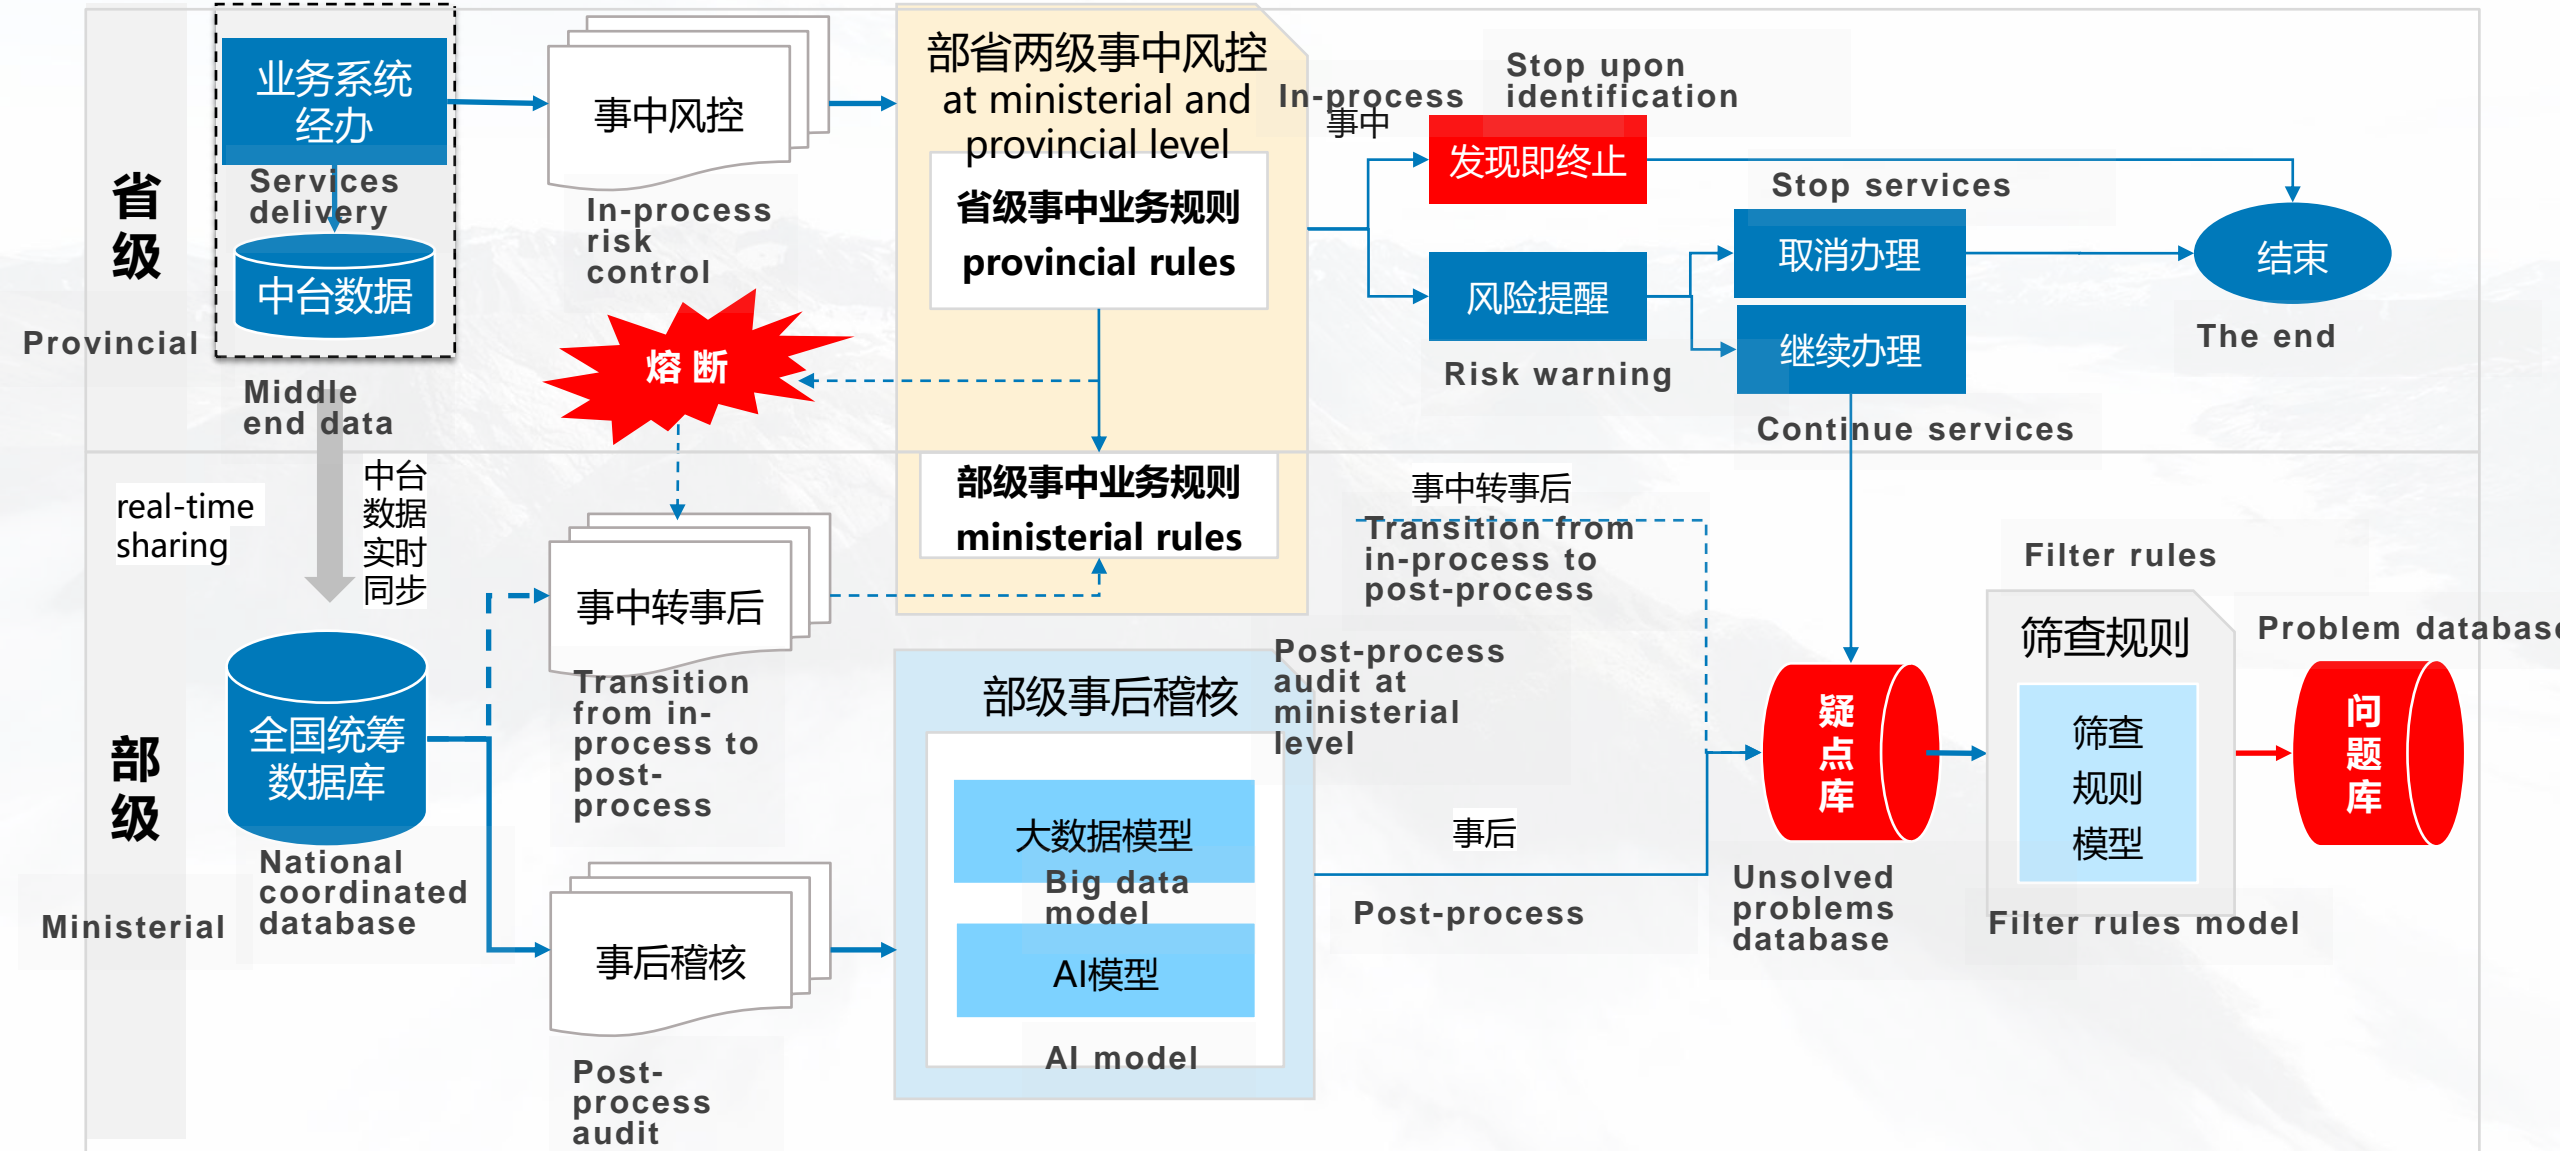 业务系统
经办
Services
delivery
中台数据
Middle
end data
省
级
Provincial
事中风控
In-process
risk
control
熔 断
部省两级事中风控
at ministerial and
provincial level
省级事中业务规则
provincial rules
In-process
事中
Stop upon
identification
发现即终止
风险提醒
Risk warning
Stop services
取消办理
继续办理
Continue services
结束
The end
real-time
sharing
中台
数据
实时
同步
部级事中业务规则
ministerial rules
事中转事后
Transition from
in-process to
post-process
部
级
Ministerial
全国统筹
数据库
National
coordinated
database
事中转事后
Transition
from in-
process to
post-
process
事后稽核
Post-
process
audit
部级事后稽核
Post-process
audit at
ministerial
level
大数据模型
Big data
model
AI模型
AI model
事后
Post-process
疑
点
库
Unsolved
problems
database
Filter rules
筛查规则
筛查
规则
模型
Filter rules model
Problem database
问
题
库